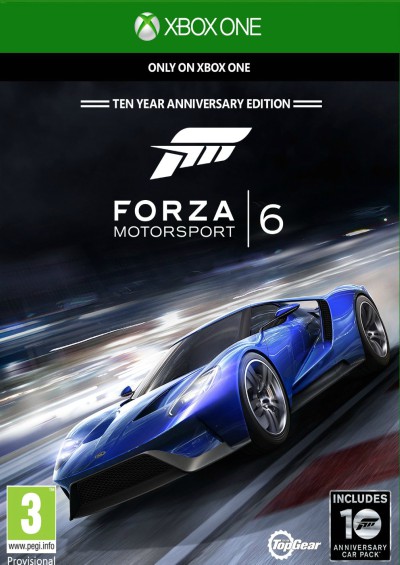 XBOX ONE
ONLY ON XBOX ONE
TEN YEAR ANNIVERSARY EDITION
FORZA
MOTORSPORT
6
3
www.pegi.info
Provisional
TopGear
INCLUDES
10
ANNIVERSARY
CAR PACK